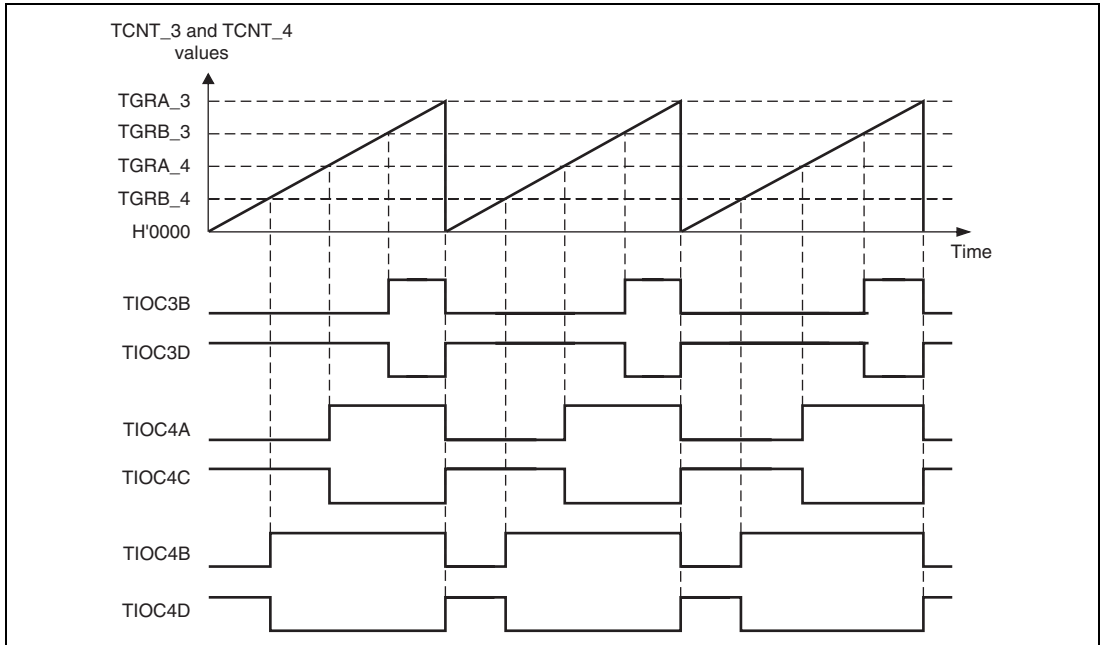 TCNT_3 and TCNT_4
values
TGRA_3
TGRB_3
TGRA_4
TGRB_4
H'0000
Time
TIOC3B
TIOC3D
TIOC4A
TIOC4C
TIOC4B
TIOC4D